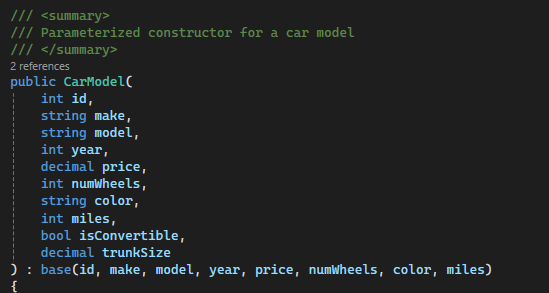 /// <summary>
/// Parameterized constructor for a car model
/// </summary>
2 references
public CarModel(
    int id,
    string make,
    string model,
    int year,
    decimal price,
    int numWheels,
    string color,
    int miles,
    bool isConvertible,
    decimal trunkSize
) : base(id, make, model, year, price, numWheels, color, miles)
{